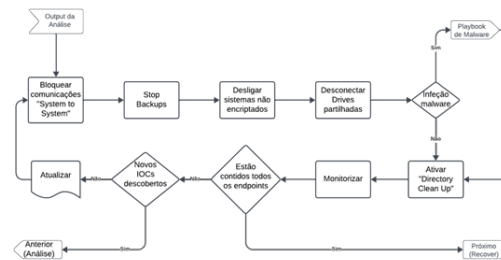 Output da
Análise
Playbook
de Malware
Sim
Bloquear
comunicações
"System to
System"
Stop
Backups
Desligar
sistemas não
encriptados
Desconectar
Drives
partilhadas
Infeção
malware
Não
Atualizar
Não
Novos
IOCs
descobertos
Não
Estão
contidos todos
os endpoints
Monitorizar
Ativar
"Directory
Clean Up"
Anterior
(Análise)
Sim
Sim
Próximo
(Recover)